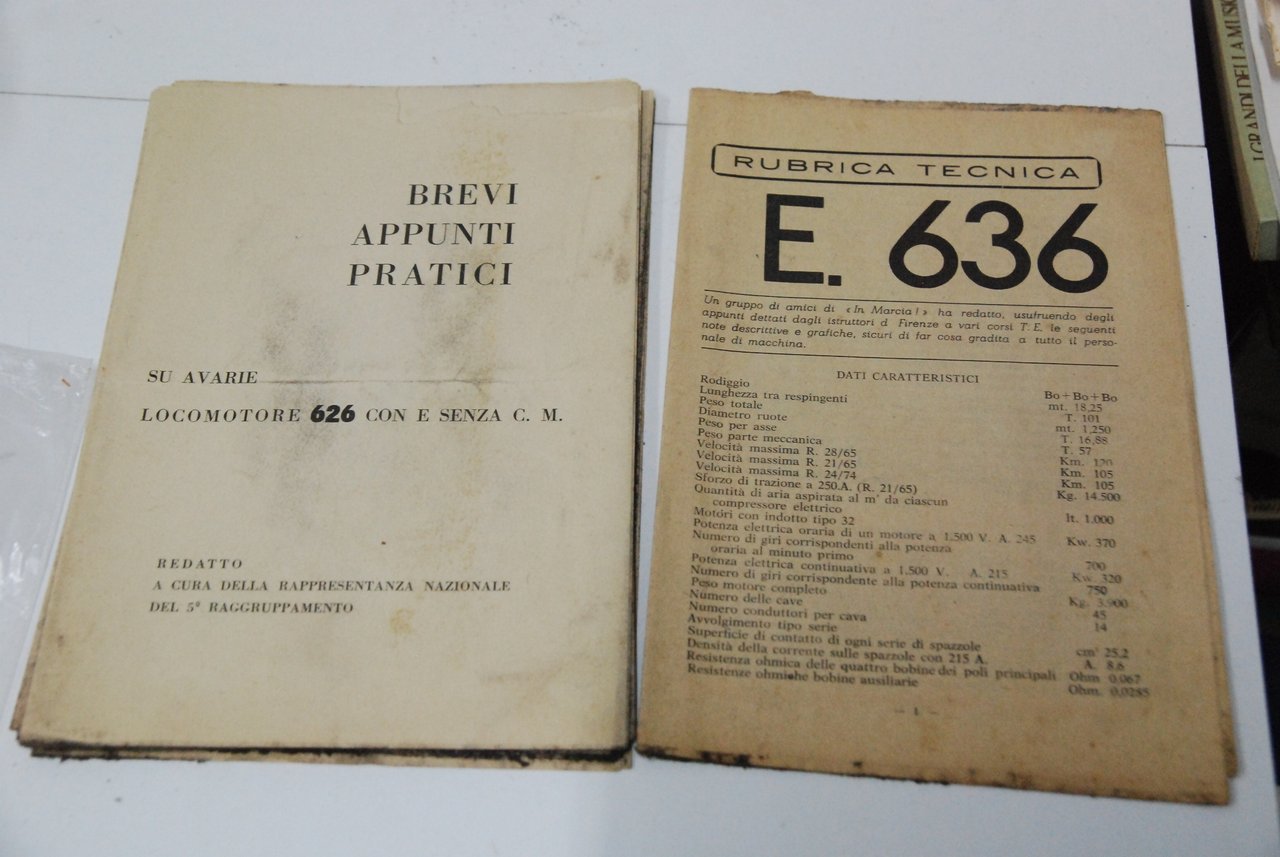 BREVI
APPUNTI
PRATICI
SU AVARIE
LOCOMOTORE 626 CON E SENZA C. M.
REDATTO
A CURA DELLA RAPPRESENTANZA NAZIONALE
DEL 5º RAGGRUPPAMENTO
RUBRICA TECNICA
E. 636
Un gruppo di amici di «In Marcia!» ha redatto, usufruendo degli
appunti dettati dagli istruttori d Firenze a vari corsi T.E. le seguenti
note descrittive e grafiche, sicuri di far cosa gradita a tutto il perso-
nale di macchina.
DATI CARATTERISTICI
Rodiggio Bo + Bo + Bo
Lunghezza tra respingenti mt. 18,25
Peso totale T. 101
Diametro ruote mt. 1,250
Peso per asse T. 16,88
Peso parte meccanica T. 57
Velocità massima R. 28/65 Km. 120
Velocità massima R. 21/65 Km. 105
Velocità massima R. 24/74 Km. 105
Sforzo di trazione a 250.A. (R. 21/65) Kg. 14.500
Quantità di aria aspirata al m³ da ciascun
compressore elettrico lt. 1.000
Motori con indotto tipo 32
Potenza elettrica oraria di un motore a 1.500 V. A. 245 Kw. 370
Numero di giri corrispondenti alla potenza
oraria al minuto primo 700
Potenza elettrica continuativa a 1.500 V. A. 215 Kw. 320
Numero di giri corrispondente alla potenza continuativa 750
Peso motore completo Kg. 3.900
Numero delle cave 45
Numero conduttori per cava 14
Avvolgimento tipo serie
Superficie di contatto di ogni serie di spazzole cm² 25,2
Densità della corrente sulle spazzole con 215 A. A. 8,6
Resistenza ohmica delle quattro bobine dei poli principali Ohm 0,067
Resistenze ohmiche bobine ausiliarie Ohm. 0,0285
— 1 —
I GRANDI DELLA MUSIC